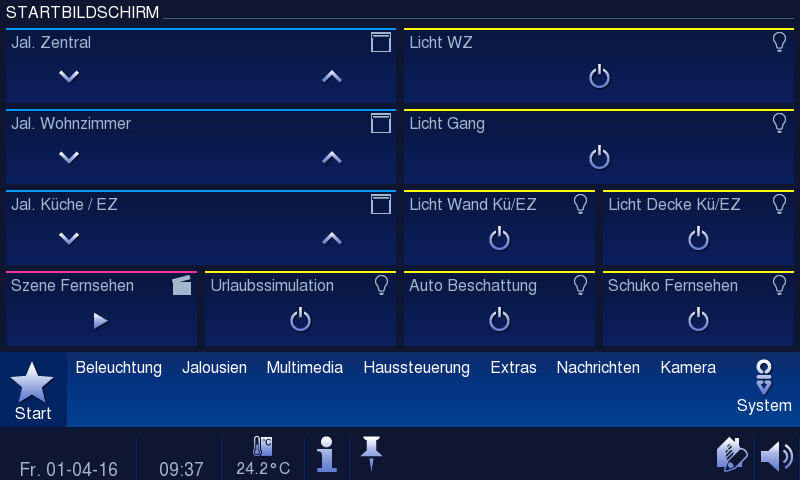 STARTBILDSCHIRM
Jal. Zentral
Licht WZ
Jal. Wohnzimmer
Licht Gang
Jal. Küche / EZ
Licht Wand Kü/EZ
Licht Decke Kü/EZ
Szene Fernsehen
Urlaubssimulation
Auto Beschattung
Schuko Fernsehen
Beleuchtung Jalousien Multimedia Haussteuerung Extras Nachrichten Kamera
Start
System
Fr. 01-04-16
09:37
°C
24.2°C